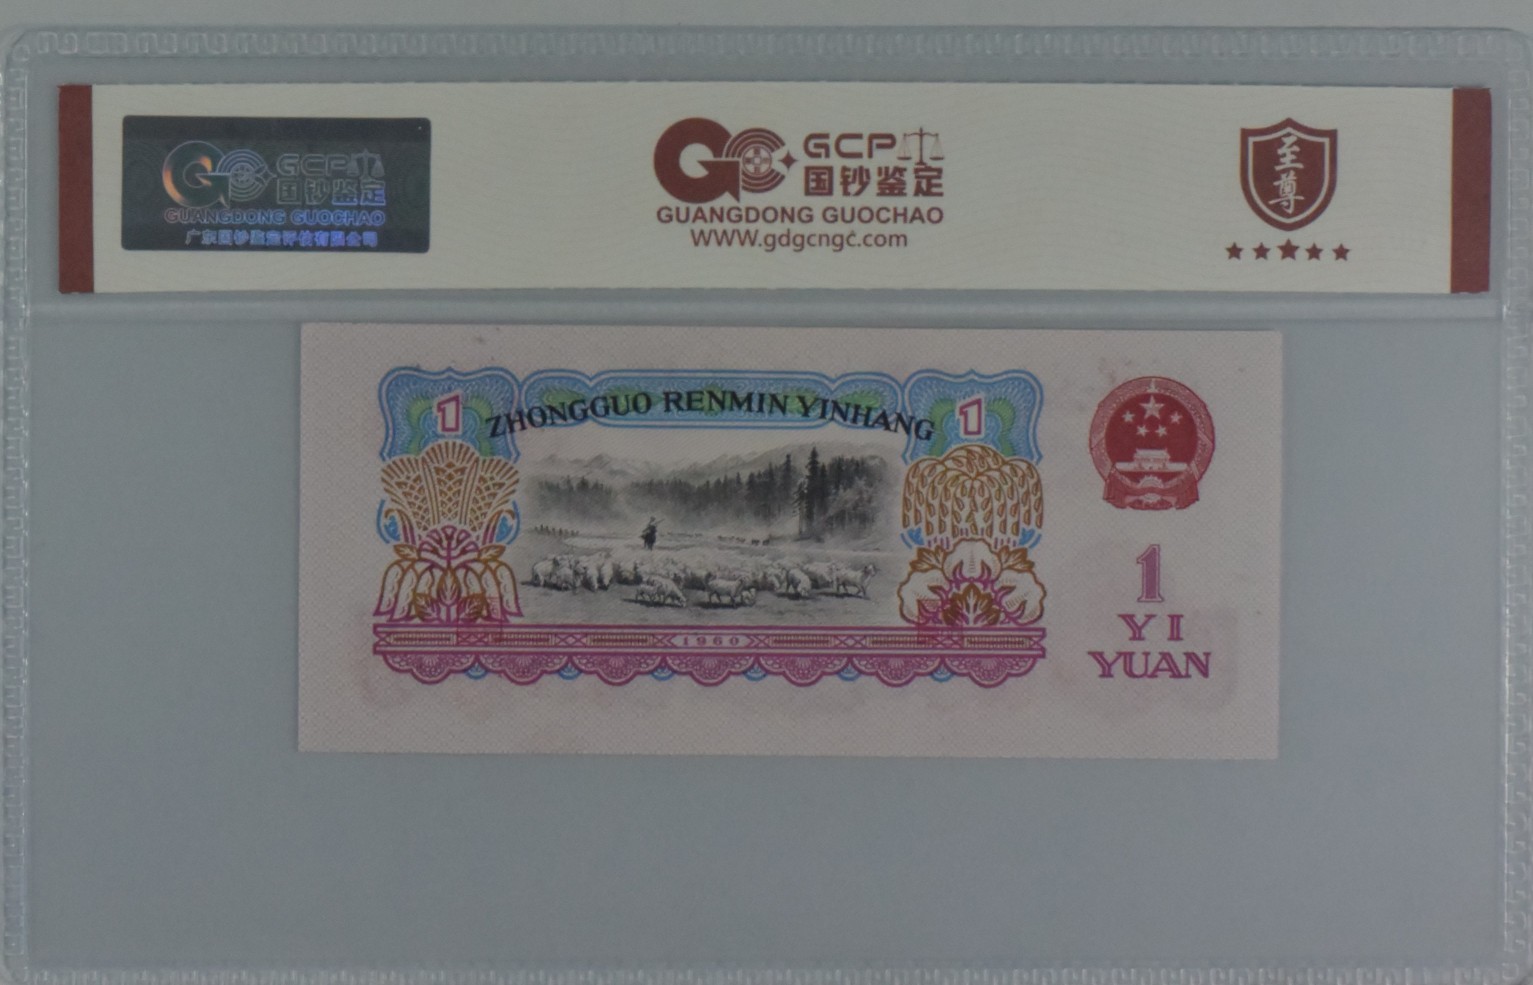 GCP
国钞鉴定
GUANGDONG GUOCHAO
广东国钞鉴定评估有限公司
GCP
国钞鉴定
GUANGDONG GUOCHAO
WWW.gdgcngc.com
至尊
1 ZHONGGUO RENMIN YINHANG 1
1960
1
YI
YUAN